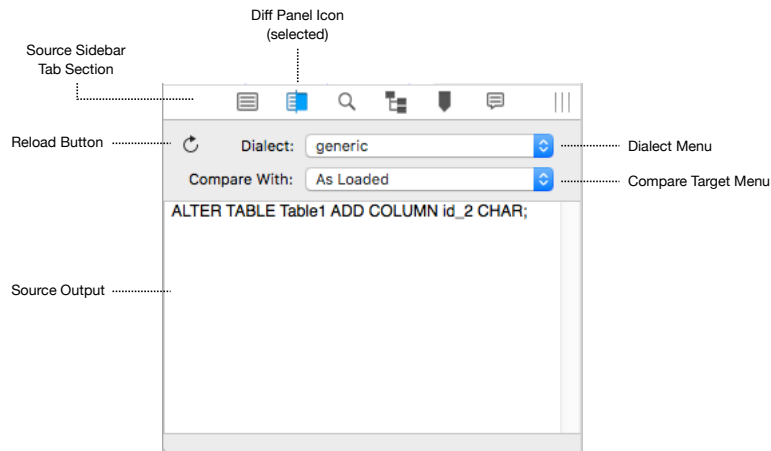 Diff Panel Icon
(selected)
Source Sidebar
Tab Section
Reload Button
Dialect:
generic
Dialect Menu
Compare With:
As Loaded
Compare Target Menu
ALTER TABLE Table1 ADD COLUMN id_2 CHAR;
Source Output